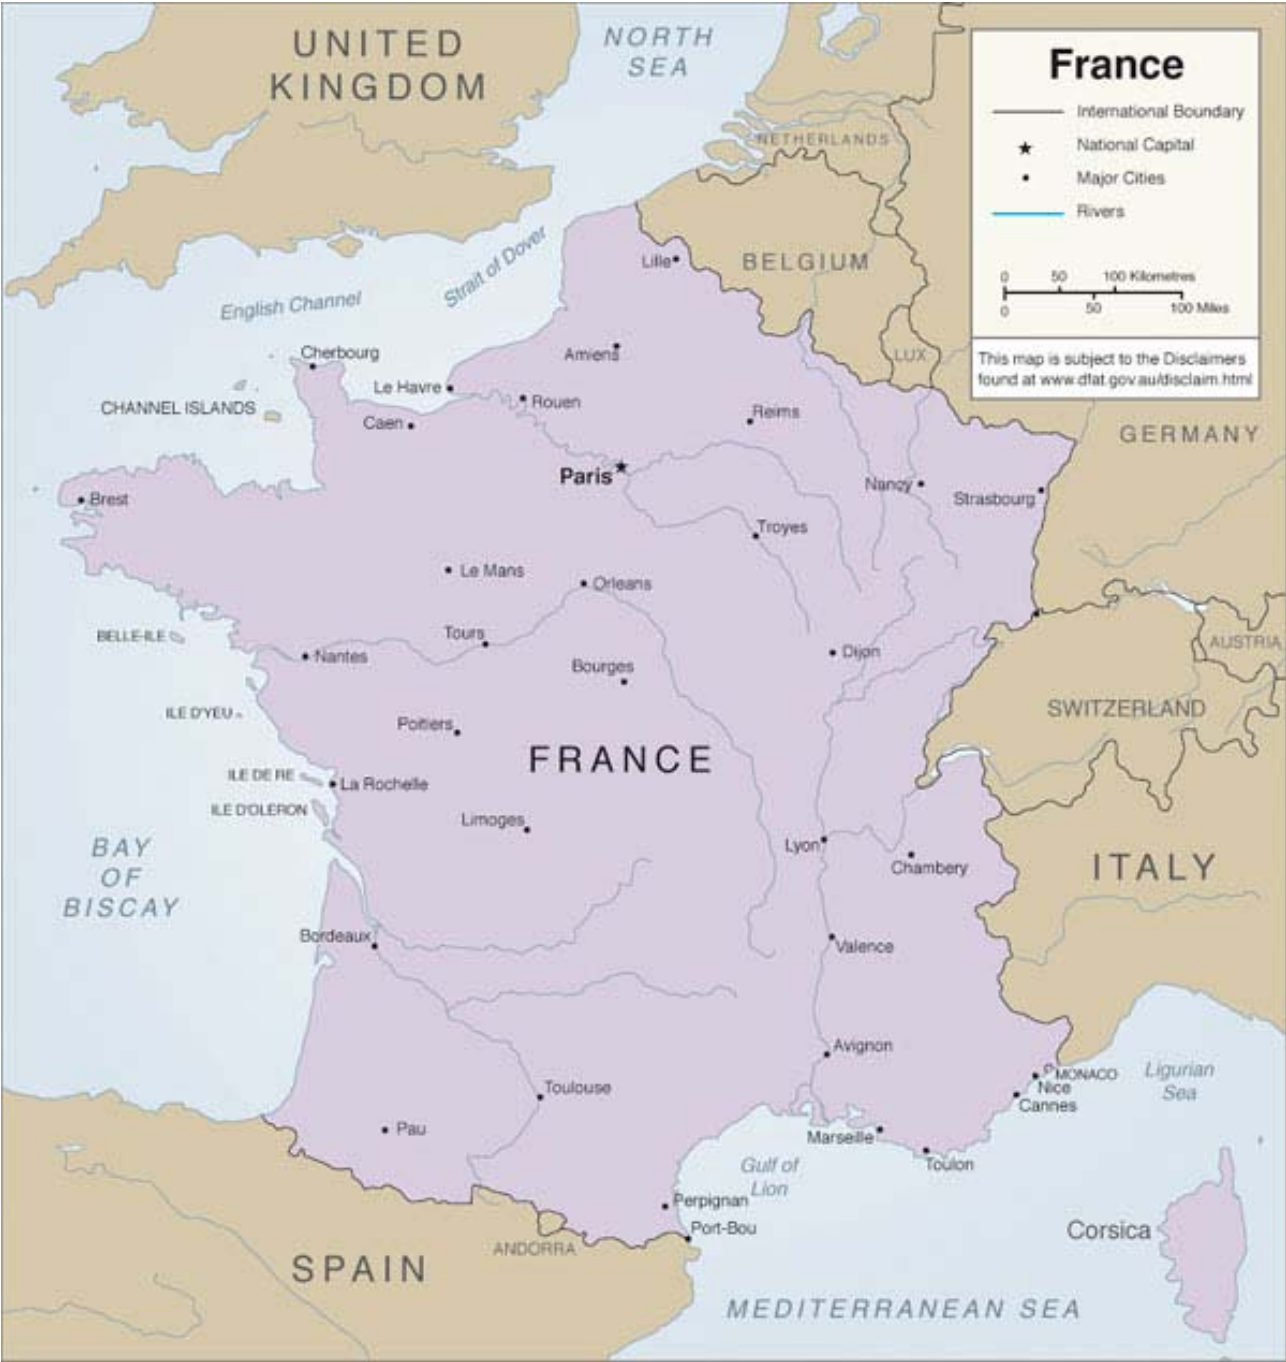 UNITED
KINGDOM
NORTH
SEA
France
International Boundary
National Capital
Major Cities
Rivers
0 50 100 Kilometres
0 50 100 Miles
This map is subject to the Disclaimers
found at www.dfat.gov.au/disclaim.html
NETHERLANDS
BELGIUM
LUX
GERMANY
Strait of Dover
English Channel
Lille
Amiens
Cherbourg
Le Havre
Rouen
CHANNEL ISLANDS
Caen
Reims
Paris
Nancy
Strasbourg
Brest
Troyes
Le Mans
Orleans
BELLE-ILE
Tours
Nantes
Dijon
AUSTRIA
Bourges
ILE D'YEU
Poitiers
SWITZERLAND
FRANCE
ILE DE RE
La Rochelle
ILE D'OLERON
Limoges
Lyon
Chambery
ITALY
BAY
OF
BISCAY
Bordeaux
Valence
Avignon
MONACO
Nice
Cannes
Ligurian
Sea
Toulouse
Pau
Marseille
Toulon
Gulf of
Lion
Perpignan
Port-Bou
Corsica
ANDORRA
SPAIN
MEDITERRANEAN SEA